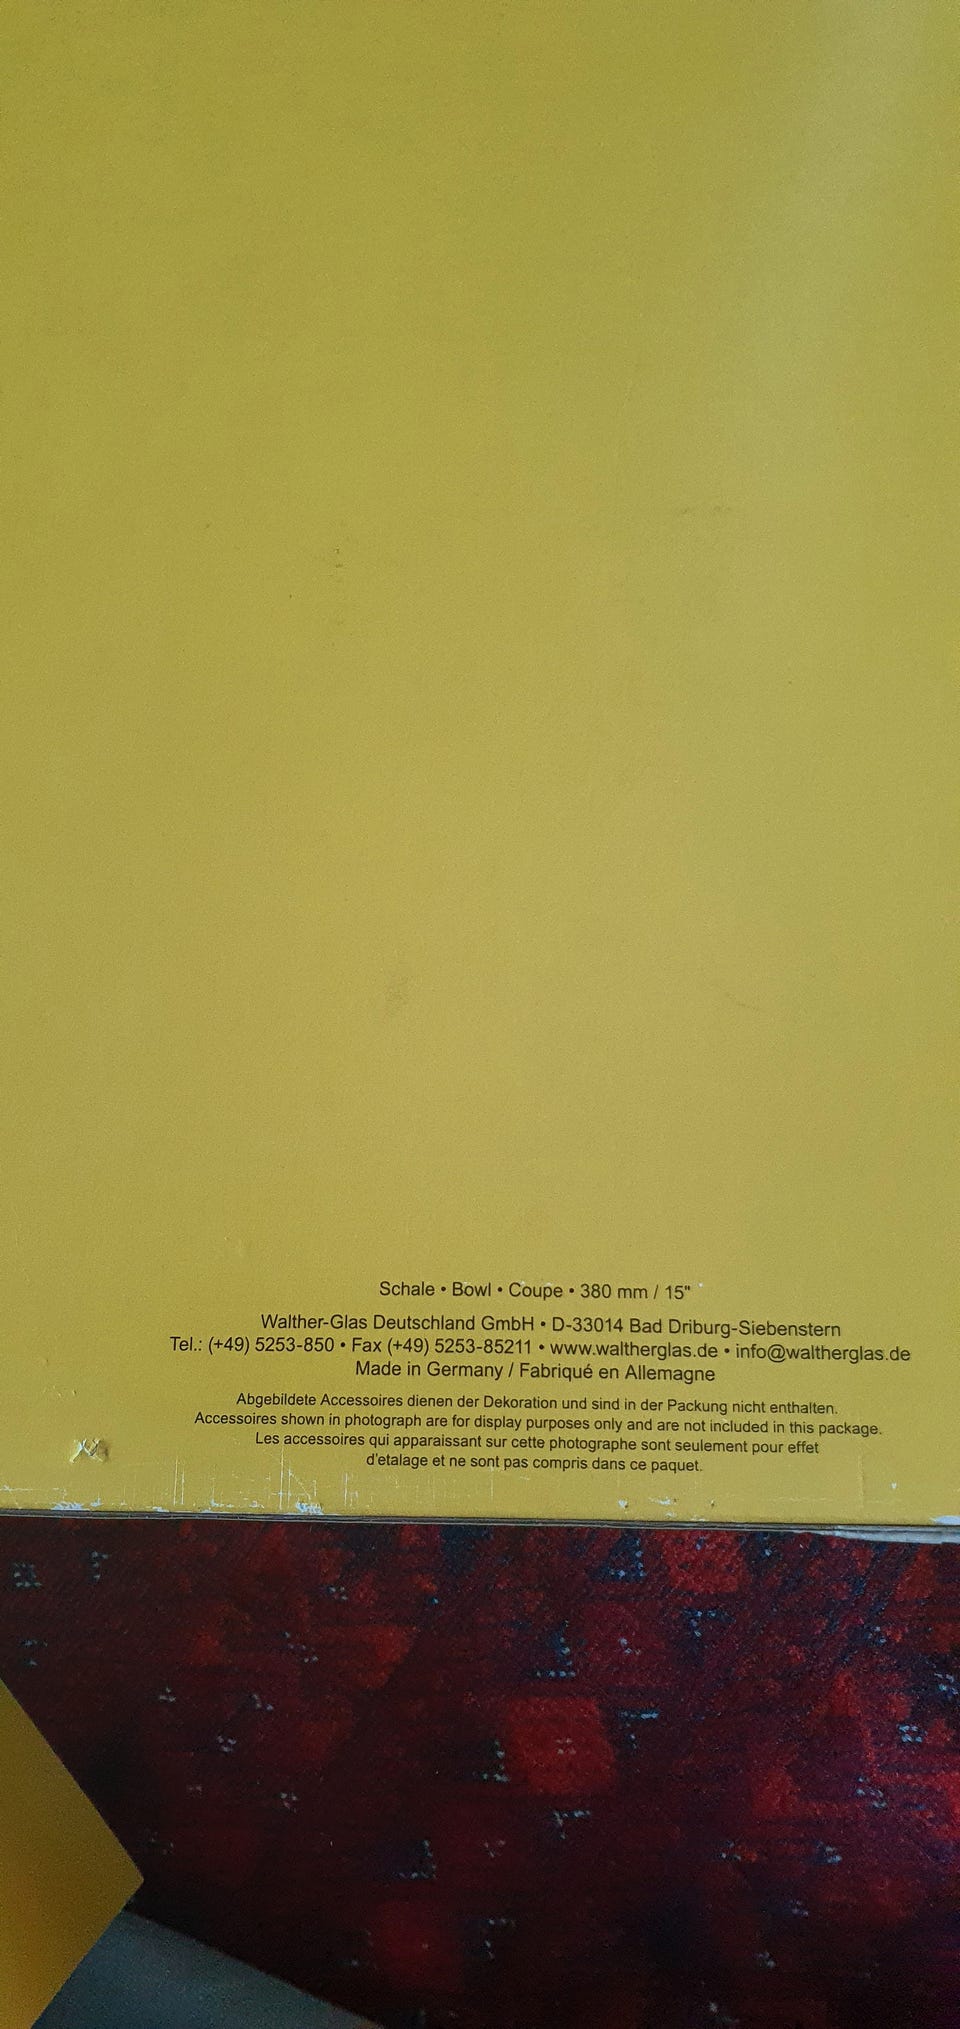 Schale • Bowl • Coupe • 380 mm / 15"
Walther-Glas Deutschland GmbH • D-33014 Bad Driburg-Siebenstern
Tel.: (+49) 5253-850 • Fax (+49) 5253-85211 • www.waltherglas.de • info@waltherglas.de
Made in Germany / Fabriqué en Allemagne
Abgebildete Accessoires dienen der Dekoration und sind in der Packung nicht enthalten.
Accessoires shown in photograph are for display purposes only and are not included in this package.
Les accessoires qui apparaissant sur cette photographe sont seulement pour effet
d'etalage et ne sont pas compris dans ce paquet.